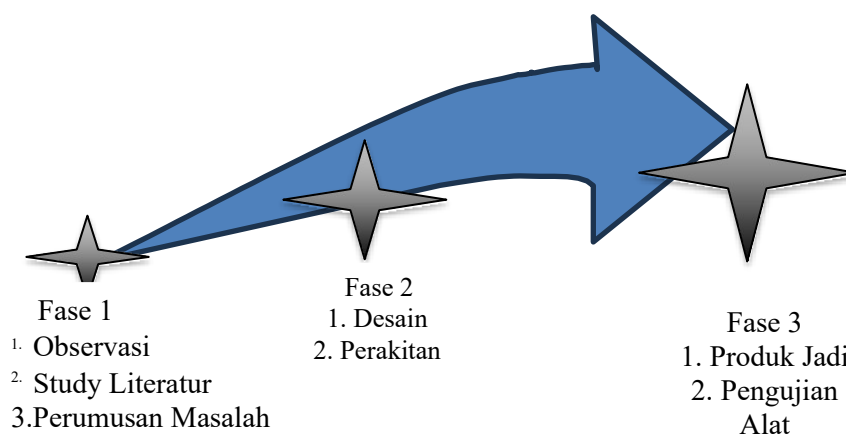 Fase 1
1. Observasi
2. Study Literatur
3.Perumusan Masalah
Fase 2
1. Desain
2. Perakitan
Fase 3
1. Produk Jadi
2. Pengujian
Alat